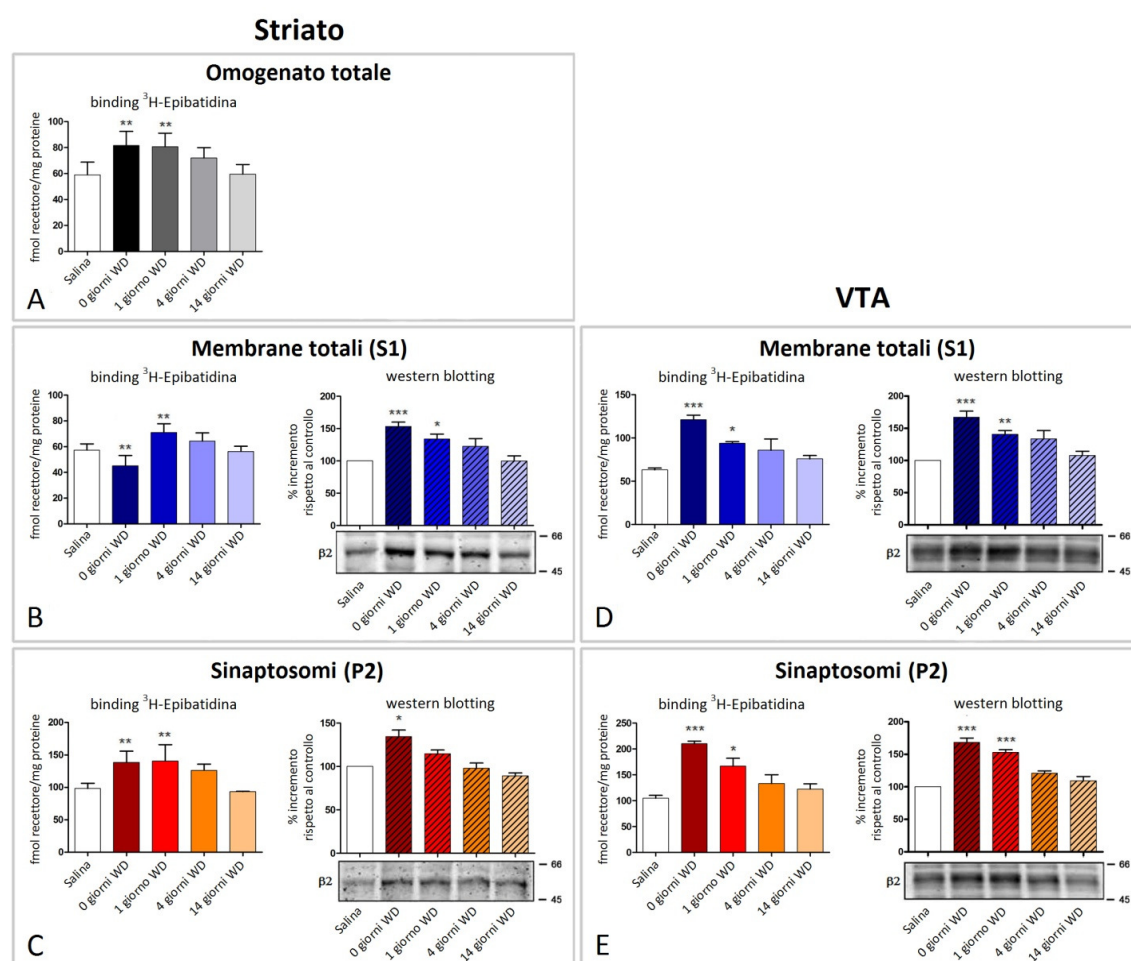 Striato
Omogenato totale
binding ³H-Epibatidina
fmol recettore/mg proteine
100
80
60
40
20
0
** **
Salina
0 giorni WD
1 giorno WD
4 giorni WD
14 giorni WD
A
VTA
Membrane totali (S1)
binding ³H-Epibatidina
fmol recettore/mg proteine
100
80
60
40
20
0
** **
Salina
0 giorni WD
1 giorno WD
4 giorni WD
14 giorni WD
western blotting
% incremento
rispetto al controllo
200
150
100
50
0
*** *
β2
66
45
Salina
0 giorni WD
1 giorno WD
4 giorni WD
14 giorni WD
B
Membrane totali (S1)
binding ³H-Epibatidina
fmol recettore/mg proteine
150
100
50
0
*** *
Salina
0 giorni WD
1 giorno WD
4 giorni WD
14 giorni WD
western blotting
% incremento
rispetto al controllo
200
150
100
50
0
*** **
β2
66
45
Salina
0 giorni WD
1 giorno WD
4 giorni WD
14 giorni WD
D
Sinaptosomi (P2)
binding ³H-Epibatidina
fmol recettore/mg proteine
200
150
100
50
0
** **
Salina
0 giorni WD
1 giorno WD
4 giorni WD
14 giorni WD
western blotting
% incremento
rispetto al controllo
150
100
50
0
*
β2
66
45
Salina
0 giorni WD
1 giorno WD
4 giorni WD
14 giorni WD
C
Sinaptosomi (P2)
binding ³H-Epibatidina
fmol recettore/mg proteine
250
200
150
100
50
0
*** *
Salina
0 giorni WD
1 giorno WD
4 giorni WD
14 giorni WD
western blotting
% incremento
rispetto al controllo
200
150
100
50
0
*** ***
β2
66
45
Salina
0 giorni WD
1 giorno WD
4 giorni WD
14 giorni WD
E